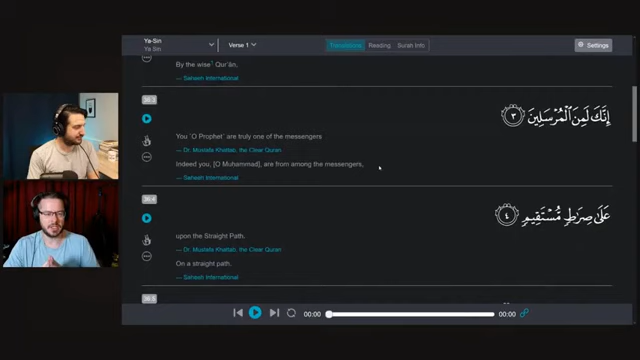 Ya-Sin
Ya Sin
Verse 1
Translations
Reading
Surah Info
Settings
By the wise¹ Qur'ān,
— Saheeh International
36:3
إِنَّكَ لَمِنَ ٱلْمُرْسَلِينَ ٣
You ˹O Prophet˺ are truly one of the messengers
— Dr. Mustafa Khattab, the Clear Quran
Indeed you, [O Muhammad], are from among the messengers,
— Saheeh International
36:4
عَلَىٰ صِرَٰطٍ مُّسْتَقِيمٍ ٤
upon the Straight Path.
— Dr. Mustafa Khattab, the Clear Quran
On a straight path.
— Saheeh International
36:5
00:00
00:00